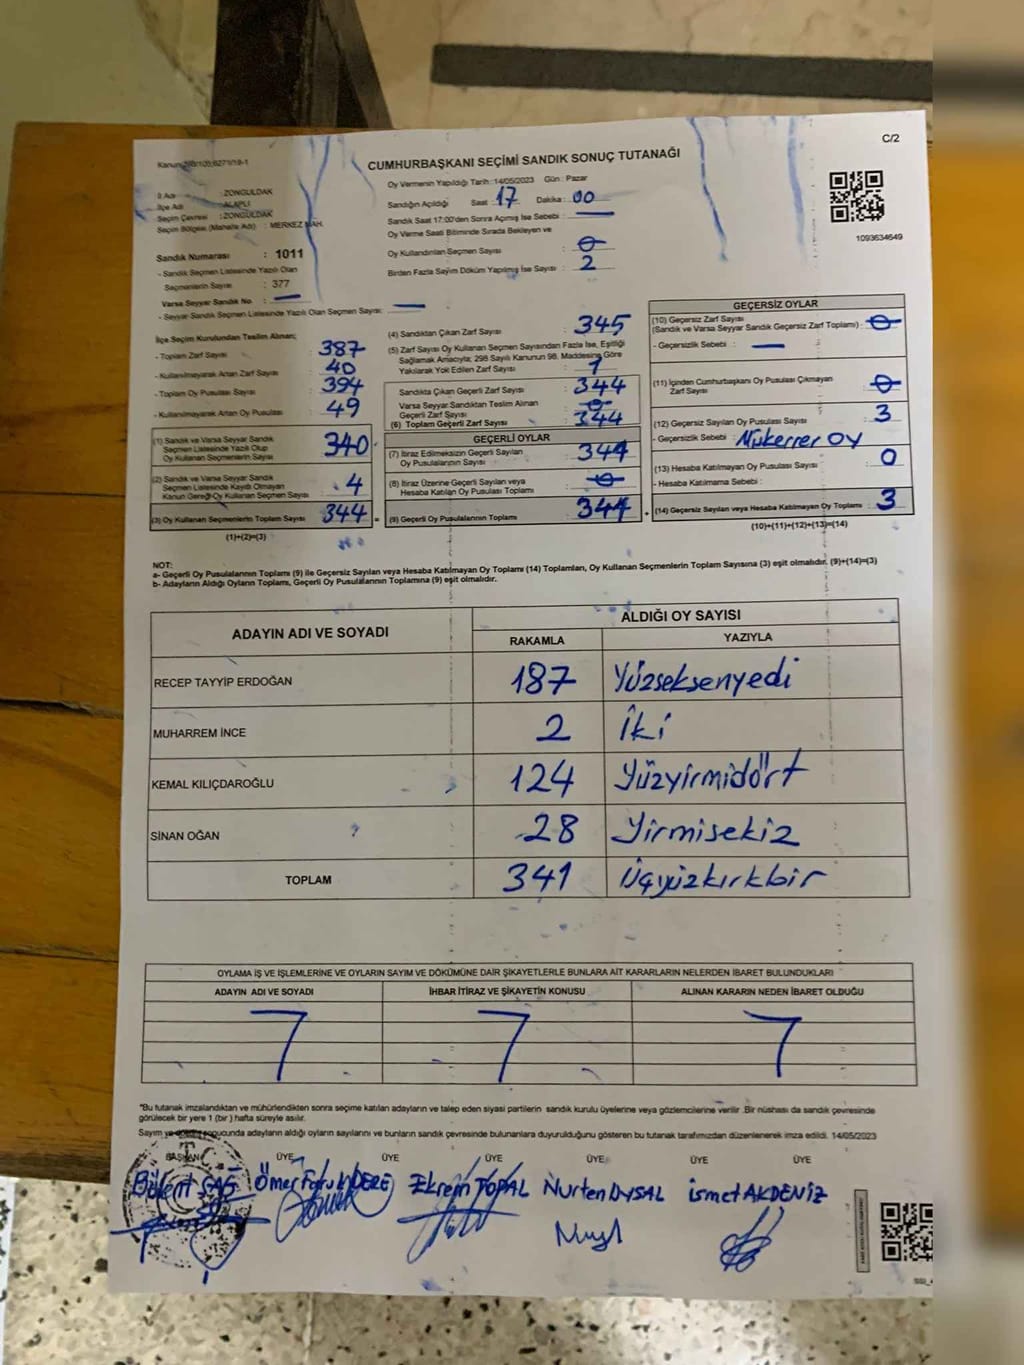 C/2
CUMHURBAŞKANI SEÇİMİ SANDIK SONUÇ TUTANAĞI
İl Adı : ZONGULDAK
İlçe Adı : ALAPLI
Seçim Çevresi : ZONGULDAK
Seçim Bölgesi (Mahalle Adı) : MERKEZ MAH.
Sandık Numarası : 1011
- Sandık Seçmen Listesinde Yazılı Olan
Seçmenlerin Sayısı : 377
Varsa Seyyar Sandık No : —
- Seyyar Sandık Seçmen Listesinde Yazılı Olan Seçmen Sayısı: —
Oy Vermenin Yapıldığı Tarih :14/05/2023 Gün : Pazar
Sandığın Açıldığı Saat : 17 Dakika : 00
Sandık Saat 17:00'den Sonra Açımış İse Sebebi : —
Oy Verme Saati Bitiminde Sırada Bekleyen ve
Oy Kullandırılan Seçmen Sayısı : 0
Birden Fazla Sayım Döküm Yapılmış İse Sayısı : 2
1093634649
İlçe Seçim Kurulundan Teslim Alınan;
- Toplam Zarf Sayısı : 387
- Kullanılmayarak Artan Zarf Sayısı : 40
- Toplam Oy Pusulası Sayısı : 394
- Kullanılmayarak Artan Oy Pusulası : 49
(1) Sandık ve Varsa Seyyar Sandık
Seçmen Listesinde Yazılı Olup
Oy Kullanan Seçmenlerin Sayısı 340
(2) Sandık ve Varsa Seyyar Sandık
Seçmen Listesinde Kayıtlı Olmayan
Kanun Gereği Oy Kullanan Seçmen Sayısı 4
(3) Oy Kullanan Seçmenlerin Toplam Sayısı 344
(1)+(2)=(3)
(4) Sandıktan Çıkan Zarf Sayısı : 345
(5) Zarf Sayısı Oy Kullanan Seçmen Sayısından Fazla İse, Eşitliği
Sağlamak Amacıyla; 298 Sayılı Kanunun 98. Maddesine Göre
Yakılarak Yok Edilen Zarf Sayısı : 1
Sandıkta Çıkan Geçerli Zarf Sayısı : 344
Varsa Seyyar Sandıktan Teslim Alınan
Geçerli Zarf Sayısı : 0
(6) Toplam Geçerli Zarf Sayısı : 344
GEÇERLİ OYLAR
(7) İtiraz Edilmeksizin Geçerli Sayılan
Oy Pusulalarının Sayısı : 344
(8) İtiraz Üzerine Geçerli Sayılan veya
Hesaba Katılan Oy Pusulası Toplamı : 0
(9) Geçerli Oy Pusulalarının Toplamı : 344
GEÇERSİZ OYLAR
(10) Geçersiz Zarf Sayısı
(Sandık ve Varsa Seyyar Sandık Geçersiz Zarf Toplamı) : 0
- Geçersizlik Sebebi : —
(11) İçinden Cumhurbaşkanı Oy Pusulası Çıkmayan
Zarf Sayısı : 0
(12) Geçersiz Sayılan Oy Pusulası Sayısı : 3
- Geçersizlik Sebebi : Mükerrer OY
(13) Hesaba Katılmayan Oy Pusulası Sayısı : 0
- Hesaba Katılmama Sebebi :
(14) Geçersiz Sayılan veya Hesaba Katılmayan Oy Toplamı : 3
(10)+(11)+(12)+(13)=(14)
NOT:
a- Geçerli Oy Pusulalarının Toplamı (9) ile Geçersiz Sayılan veya Hesaba Katılmayan Oy Toplamı (14) Toplamları, Oy Kullanan Seçmenlerin Toplam Sayısına (3) eşit olmalıdır. (9)+(14)=(3)
b- Adayların Aldığı Oyların Toplamı, Geçerli Oy Pusulalarının Toplamına (9) eşit olmalıdır.
ADAYIN ADI VE SOYADI ALDIĞI OY SAYISI
RAKAMLA YAZIYLA
RECEP TAYYİP ERDOĞAN 187 Yüzseksenyedi
MUHARREM İNCE 2 İki
KEMAL KILIÇDAROĞLU 124 Yüzyirmidört
SİNAN OĞAN 28 Yirmisekiz
TOPLAM 341 Üçyüzkırkbir
OYLAMA İŞ VE İŞLEMLERİNE VE OYLARIN SAYIM VE DÖKÜMÜNE DAİR ŞİKAYETLERLE BUNLARA AİT KARARLARIN NELERDEN İBARET BULUNDUKLARI
ADAYIN ADI VE SOYADI İHBAR İTİRAZ VE ŞİKAYETİN KONUSU ALINAN KARARIN NEDEN İBARET OLDUĞU
*Bu tutanak imzalandıktan ve mühürlendikten sonra seçime katılan adayların ve talep eden siyasi partilerin sandık kurulu üyelerine veya gözlemcilerine verilir .Bir nüshası da sandık çevresinde
görülecek bir yere 1 (bir ) hafta süreyle asılır.
Sayım ve döküm sonucunda adayların aldığı oyların sayılarını ve bunların sandık çevresinde bulunanlara duyurulduğunu gösteren bu tutanak tarafımızdan düzenlenerek imza edildi. 14/05/2023
BAŞKAN ÜYE ÜYE ÜYE ÜYE ÜYE ÜYE
Bülent SAĞ Ömer Faruk DERE Ekrem TOPAL Nurten UYSAL İsmet AKDENİZ